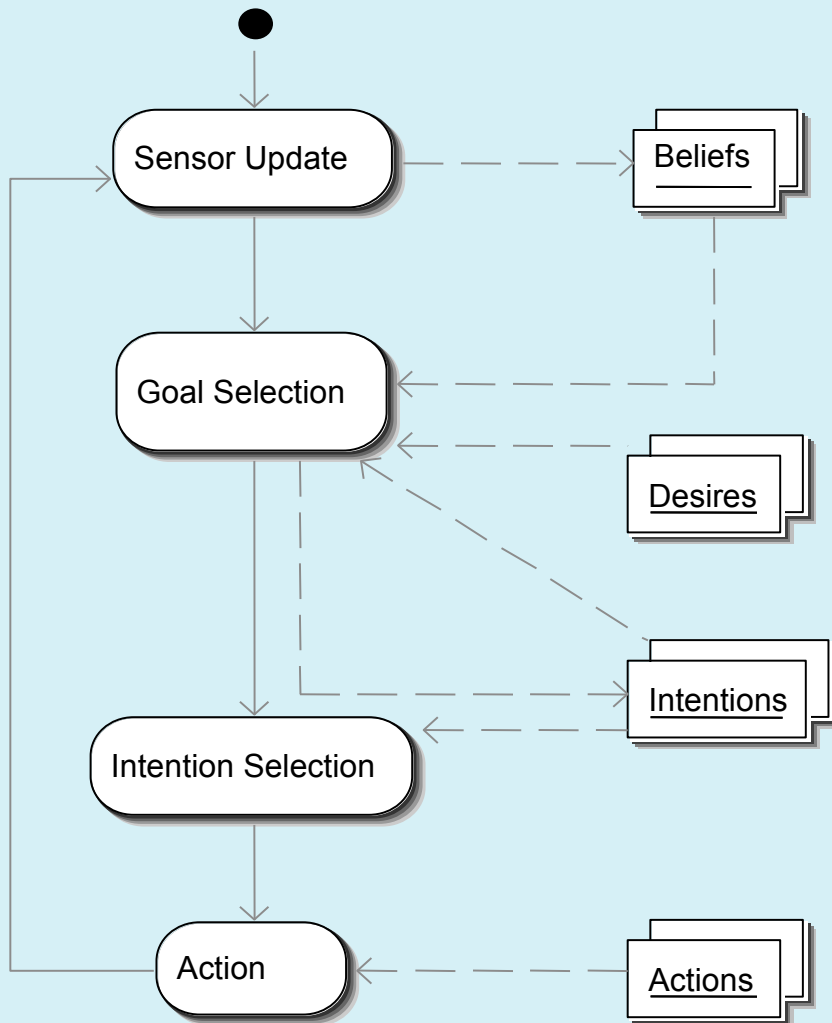 Sensor Update
Beliefs
Goal Selection
Desires
Intentions
Intention Selection
Action
Actions